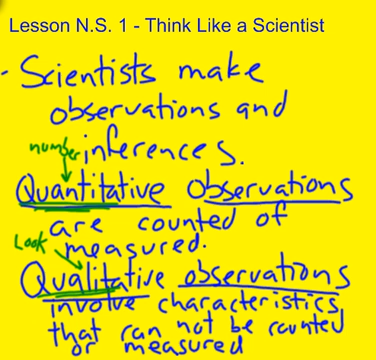 Lesson N.S. 1 - Think Like a Scientist
- Scientists make
observations and
number inferences.
Quantitative observations
are counted of
Look measured.
Qualitative observations
involve characteristics
that can not be counted
or measured